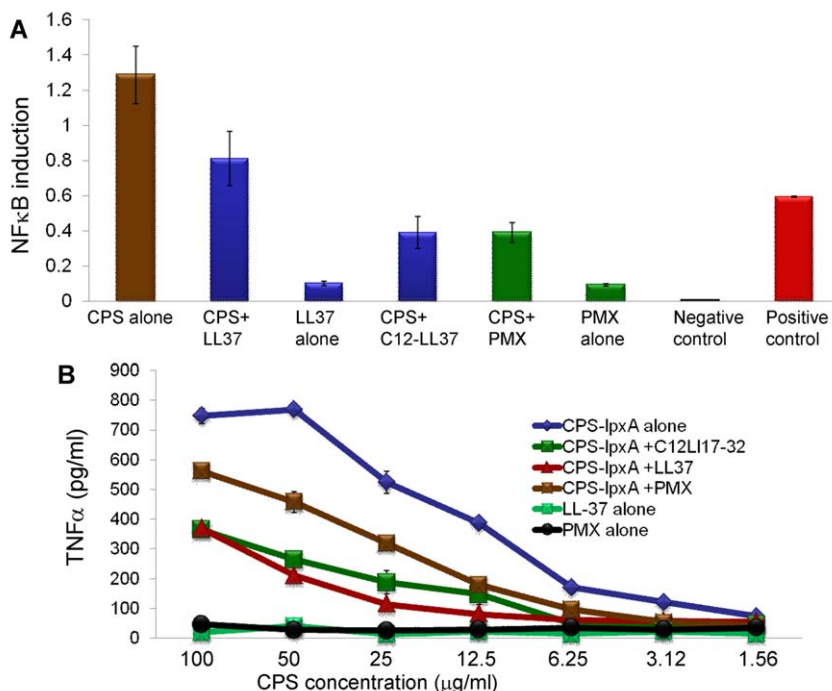 A
NFκB induction
1.6
1.4
1.2
1
0.8
0.6
0.4
0.2
0
CPS alone
CPS+
LL37
LL37
alone
CPS+
C12-LL37
CPS+
PMX
PMX
alone
Negative
control
Positive
control
B
TNFα (pg/ml)
900
800
700
600
500
400
300
200
100
0
CPS-lpxA alone
CPS-lpxA +C12Ll17-32
CPS-lpxA +LL37
CPS-lpxA +PMX
LL-37 alone
PMX alone
100 50 25 12.5 6.25 3.12 1.56
CPS concentration (μg/ml)